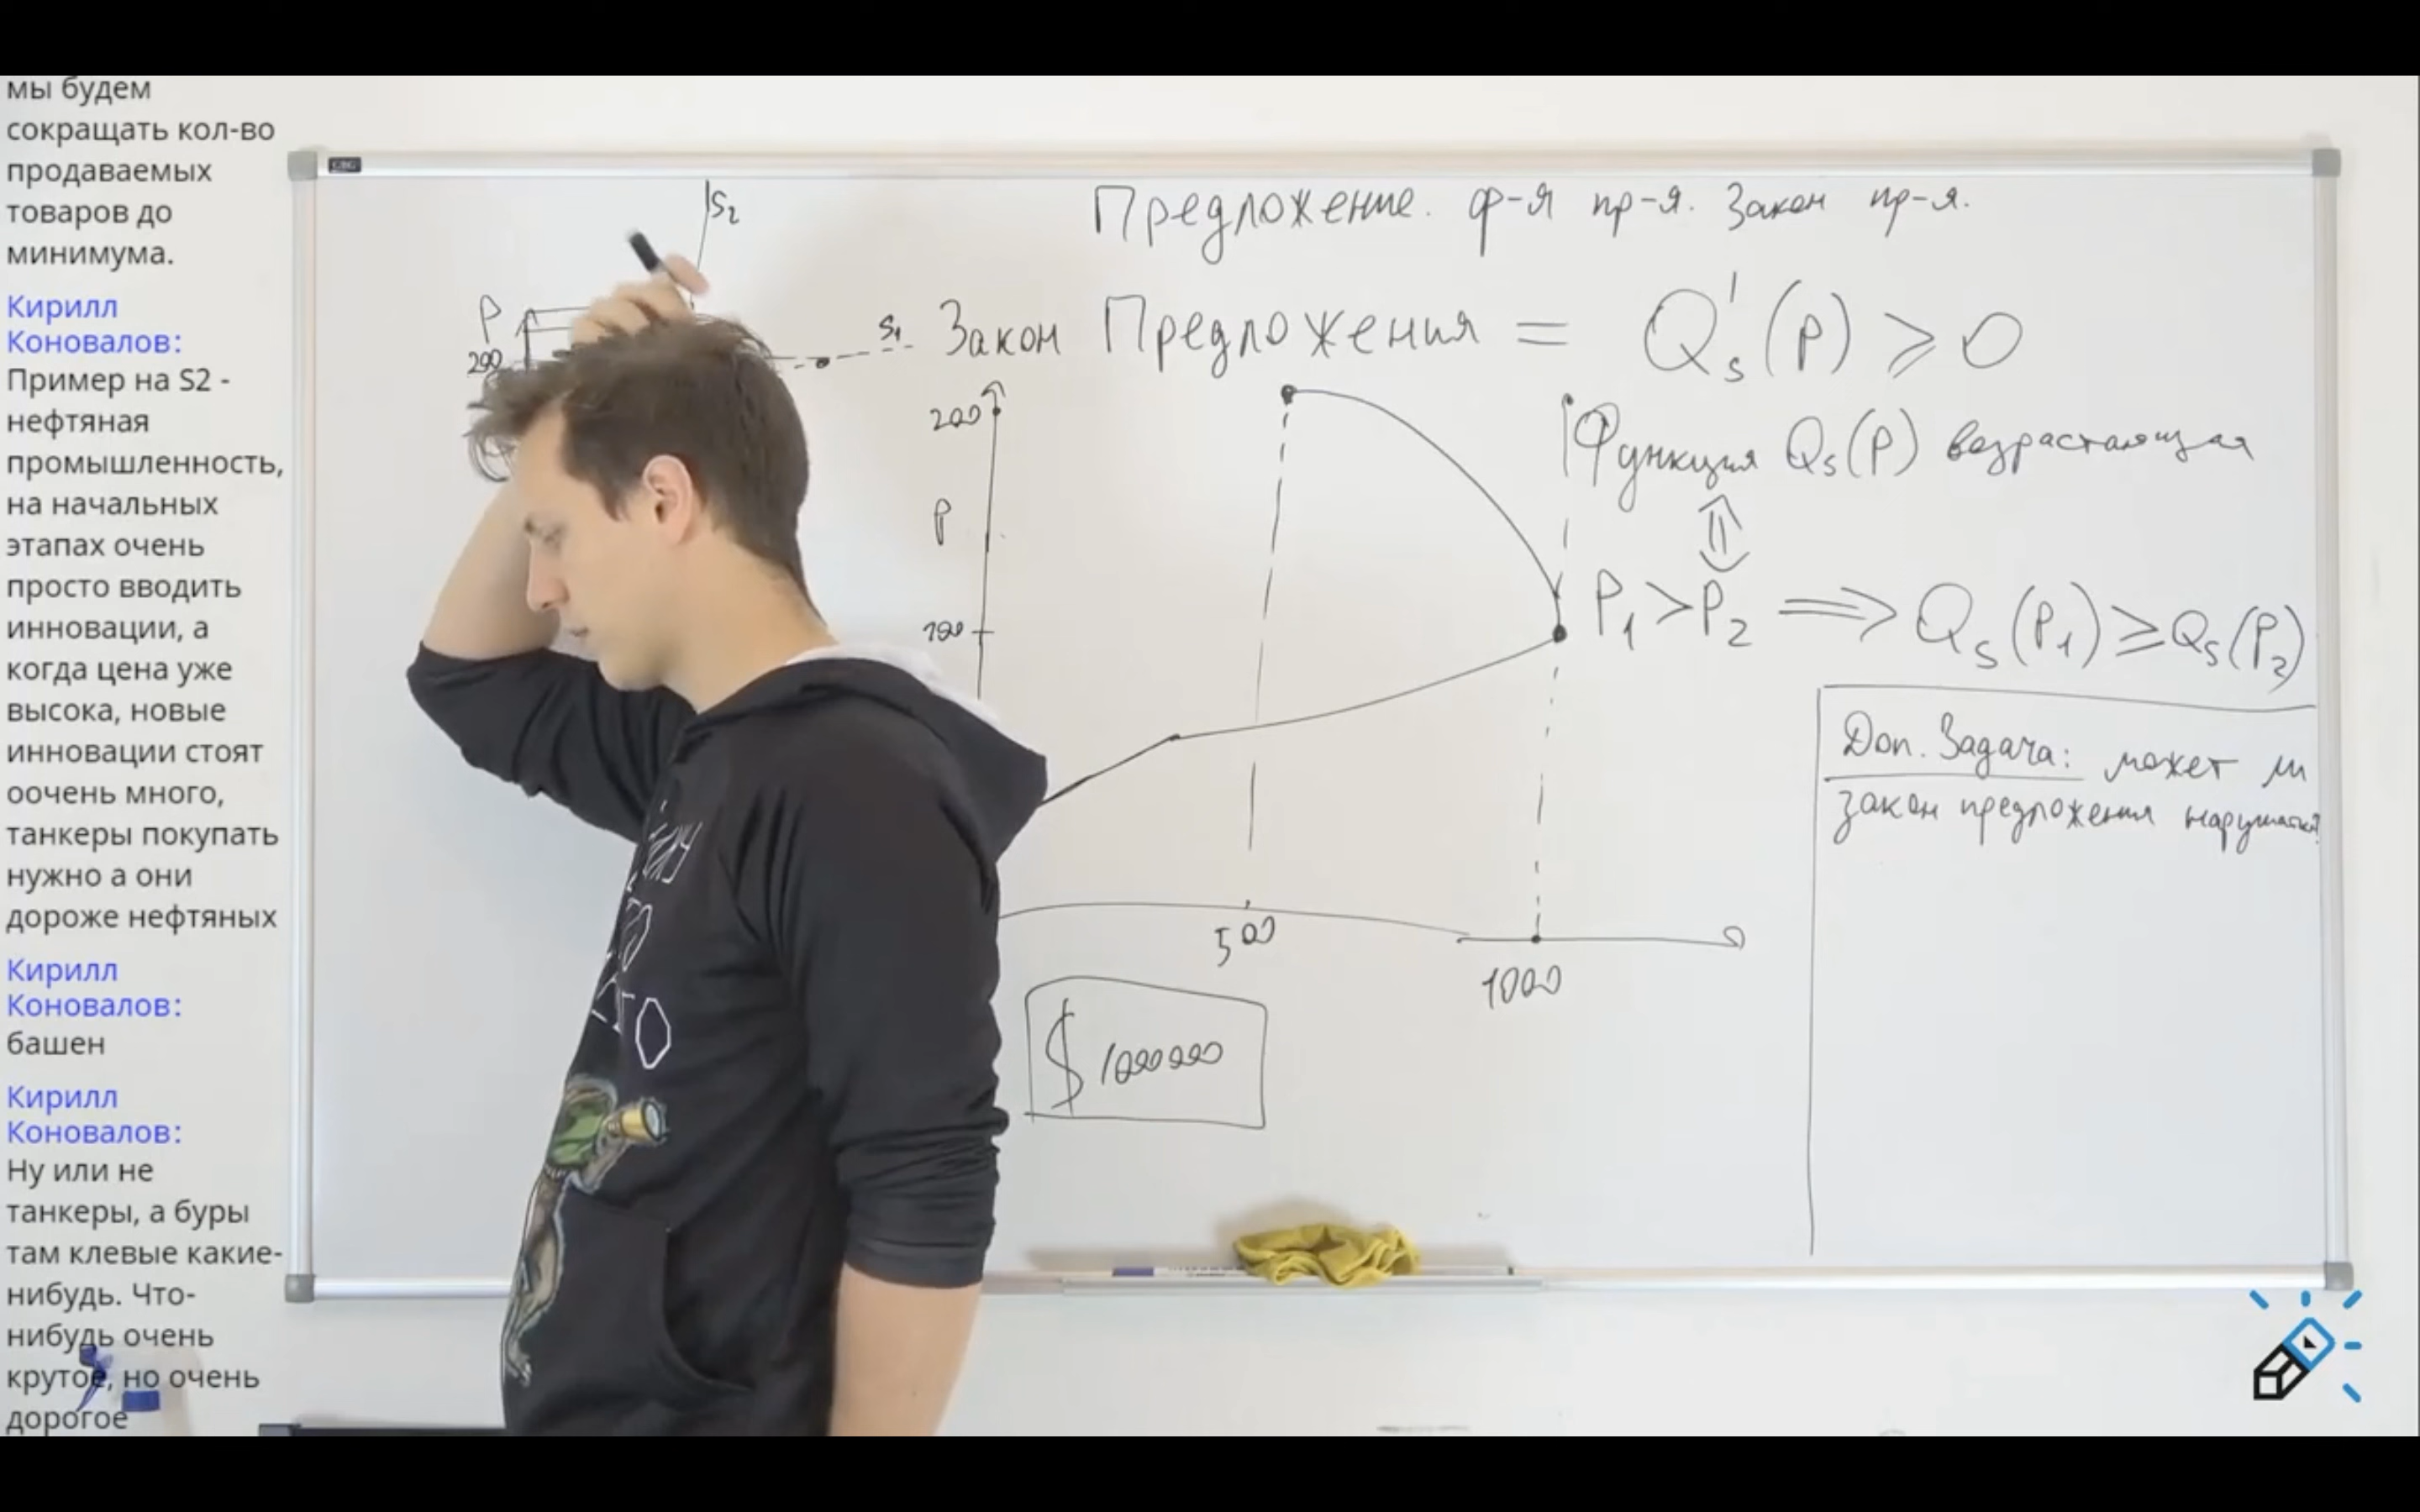 мы будем
сокращать кол-во
продаваемых
товаров до
минимума.
Кирилл
Коновалов:
Пример на S2 -
нефтяная
промышленность,
на начальных
этапах очень
просто вводить
инновации, а
когда цена уже
высока, новые
инновации стоят
оочень много,
танкеры покупать
нужно а они
дороже нефтяных
Кирилл
Коновалов:
башен
Кирилл
Коновалов:
Ну или не
танкеры, а буры
там клевые какие-
нибудь. Что-
нибудь очень
крутое, но очень
дорогое
S2
P
200
S1
Предложение. ф-я пр-я. Закон пр-я.
Закон Предложения = Q's(P) ⩾ 0
200
P
100
500
1000
Q
$ 1000000
Функция Qs(P) возрастающая
⇕
P1 > P2 ⟹ Qs(P1) ⩾ Qs(P2)
Доп. Задача: может ли
закон предложения